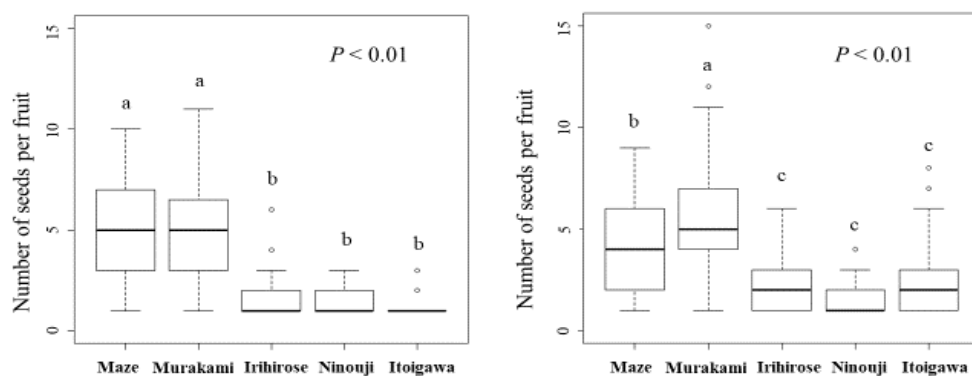 Number of seeds per fruit
15
10
5
0
P < 0.01
a
a
b
b
b
Maze Murakami Irihirose Ninouji Itoigawa
Number of seeds per fruit
15
10
5
0
P < 0.01
b
a
c
c
c
Maze Murakami Irihirose Ninouji Itoigawa